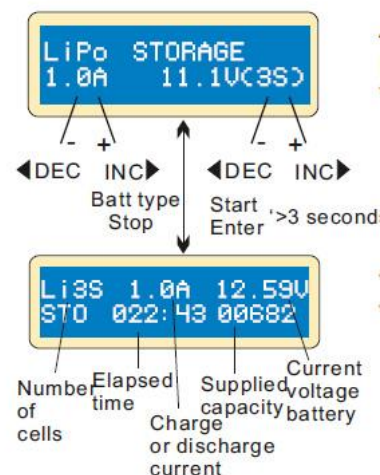 LiPo STORAGE
1.0A 11.1V(3S)
- + - +
◀DEC INC▶ ◀DEC INC▶
Batt type
Stop
Start
Enter
'>3 seconds
Li3S 1.0A 12.59V
STO 022:43 00682
Number
of
cells
Elapsed
time
Charge
or discharge
current
Supplied
capacity
Current
voltage
battery